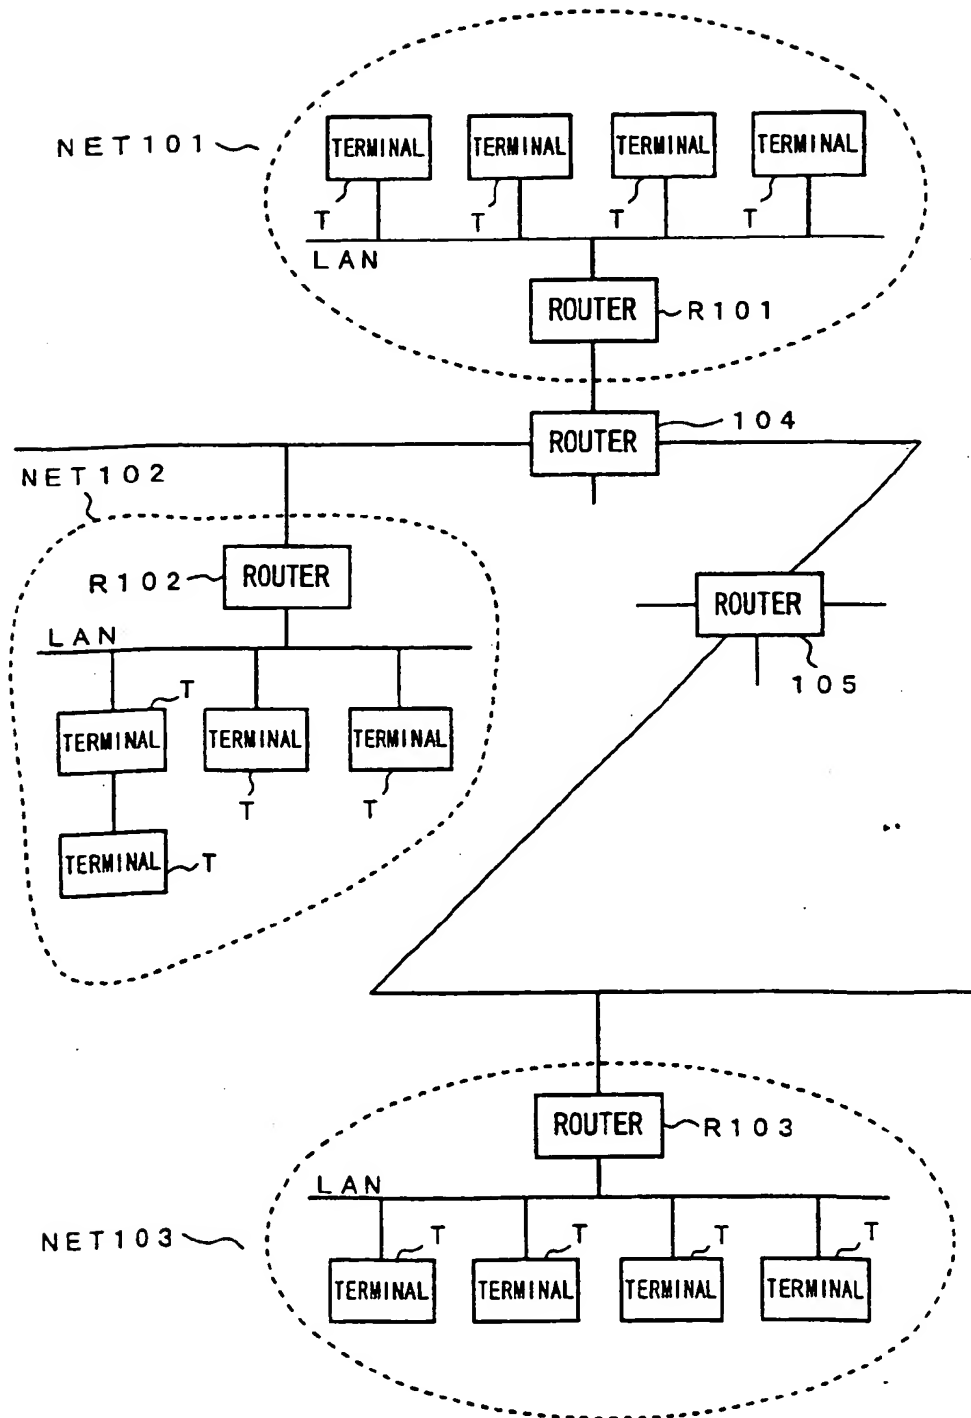 NET101
TERMINAL TERMINAL TERMINAL TERMINAL
T T T T
LAN
ROUTER R101
ROUTER 104
NET102
R102 ROUTER
ROUTER
105
LAN
T
TERMINAL TERMINAL TERMINAL
T T
TERMINAL T
ROUTER R103
LAN
NET103
T T T T
TERMINAL TERMINAL TERMINAL TERMINAL